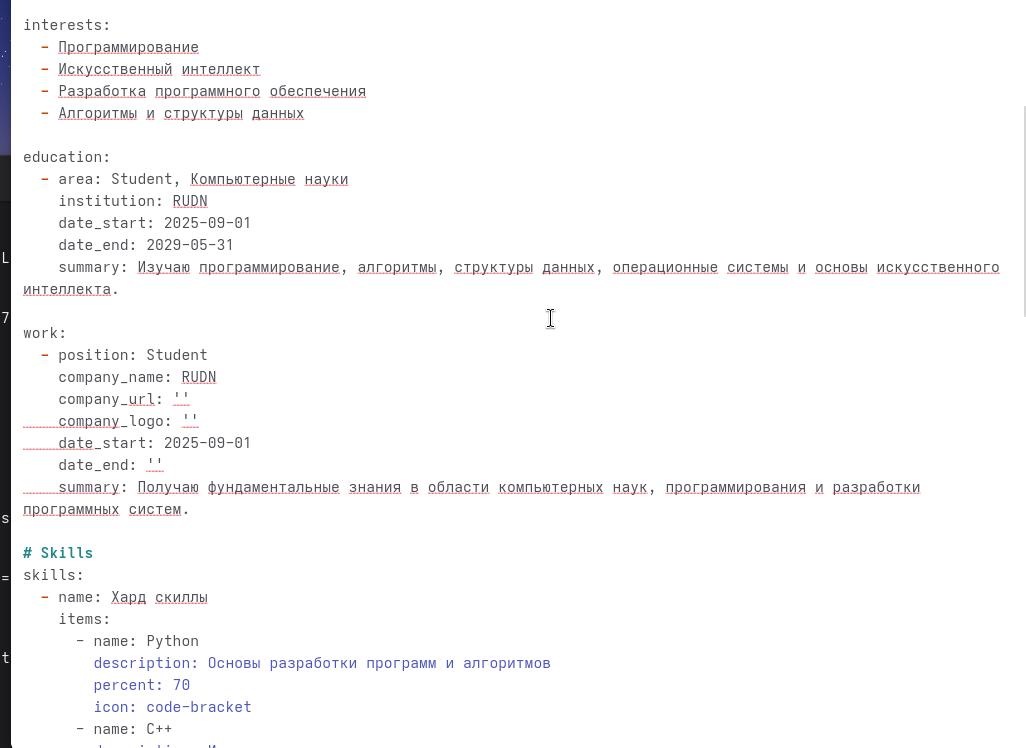 interests:
- Программирование
- Искусственный интеллект
- Разработка программного обеспечения
- Алгоритмы и структуры данных
education:
- area: Student, Компьютерные науки
institution: RUDN
date_start: 2025-09-01
date_end: 2029-05-31
summary: Изучаю программирование, алгоритмы, структуры данных, операционные системы и основы искусственного
интеллекта.
work:
- position: Student
company_name: RUDN
company_url: ''
company_logo: ''
date_start: 2025-09-01
date_end: ''
summary: Получаю фундаментальные знания в области компьютерных наук, программирования и разработки
программных систем.
# Skills
skills:
- name: Хард скиллы
items:
- name: Python
description: Основы разработки программ и алгоритмов
percent: 70
icon: code-bracket
- name: C++